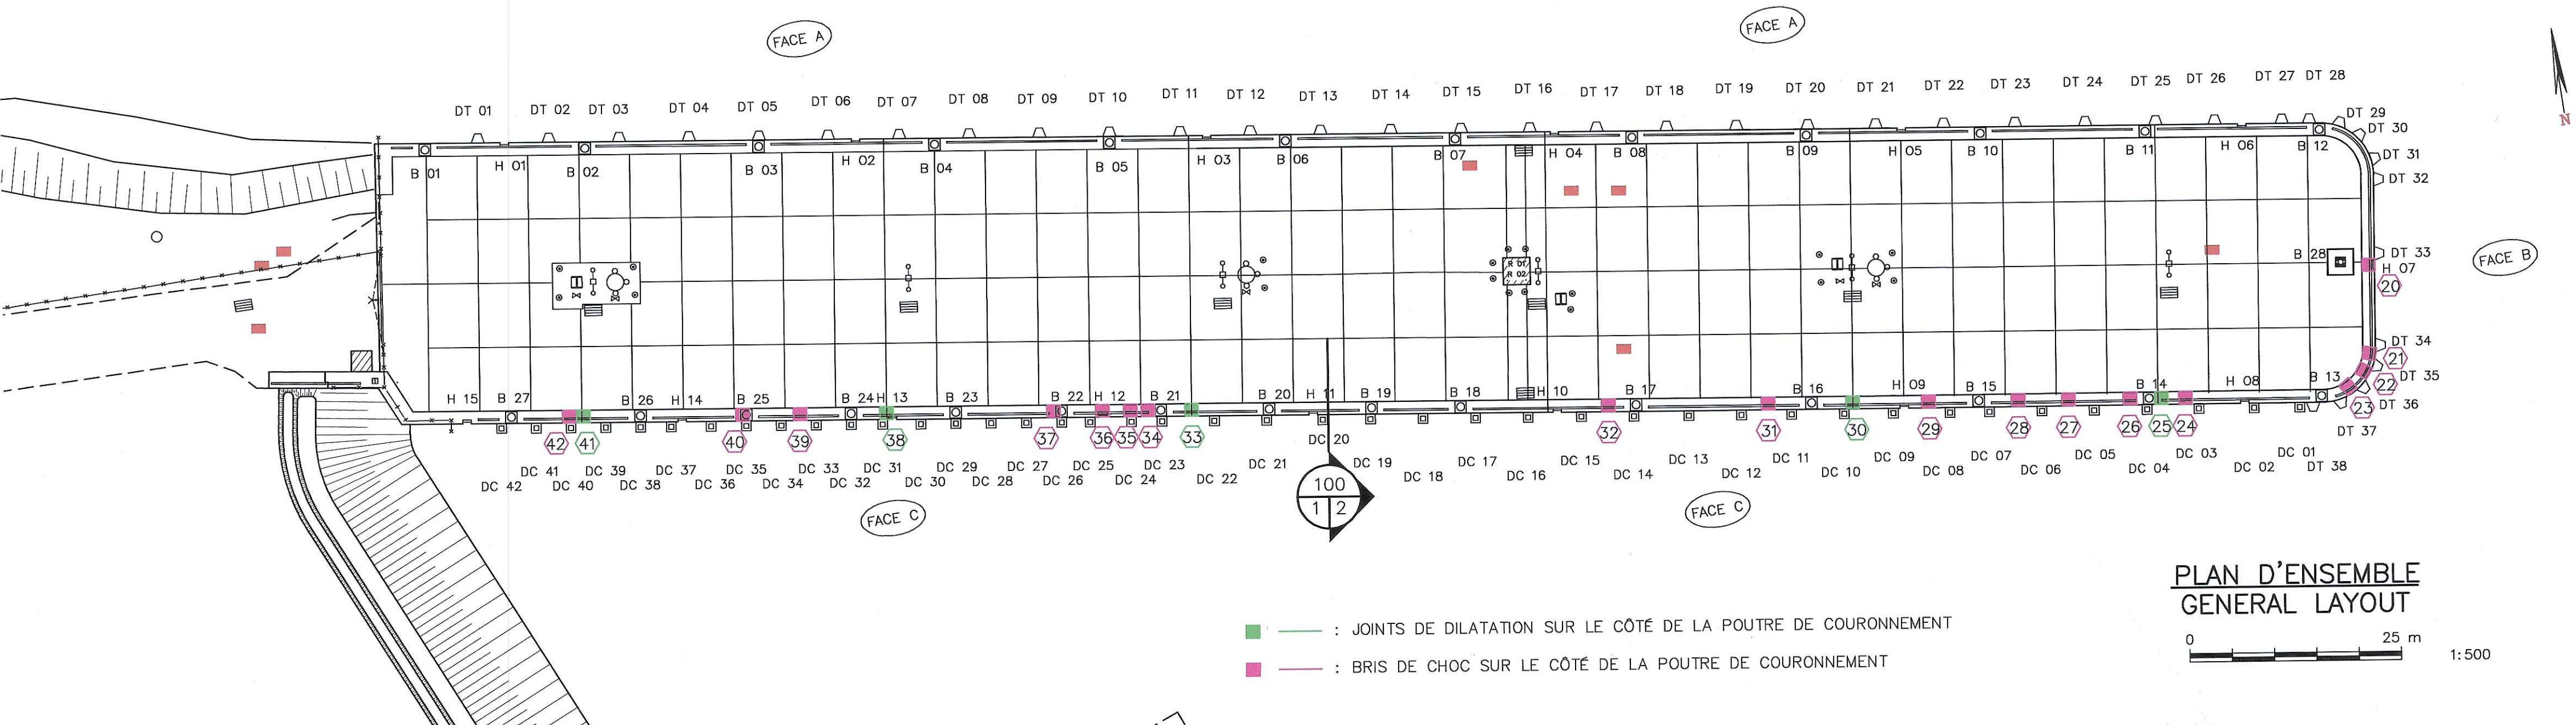 FACE A
FACE A
DT 01 DT 02 DT 03 DT 04 DT 05 DT 06 DT 07 DT 08 DT 09 DT 10 DT 11 DT 12 DT 13 DT 14 DT 15 DT 16 DT 17 DT 18 DT 19 DT 20 DT 21 DT 22 DT 23 DT 24 DT 25 DT 26 DT 27 DT 28
DT 29
DT 30
DT 31
DT 32
N
B 01 H 01 B 02 B 03 H 02 B 04 B 05 H 03 B 06 B 07 H 04 B 08 B 09 H 05 B 10 B 11 H 06 B 12
R 01
R 02
B 28
DT 33
H 07
20
FACE B
DT 34
21
22
DT 35
23
DT 36
DT 37
H 15 B 27 B 26 H 14 B 25 B 24 H 13 B 23 B 22 H 12 B 21 B 20 H 11 B 19 B 18 H 10 B 17 B 16 H 09 B 15 B 14 H 08 B 13
42 41 40 39 38 37 36 35 34 33 32 31 30 29 28 27 26 25 24
DC 42 DC 41 DC 40 DC 39 DC 38 DC 37 DC 36 DC 35 DC 34 DC 33 DC 32 DC 31 DC 30 DC 29 DC 28 DC 27 DC 26 DC 25 DC 24 DC 23 DC 22 DC 21 DC 20 DC 19 DC 18 DC 17 DC 16 DC 15 DC 14 DC 13 DC 12 DC 11 DC 10 DC 09 DC 08 DC 07 DC 06 DC 05 DC 04 DC 03 DC 02 DC 01 DT 38
100
1 2
FACE C
FACE C
PLAN D'ENSEMBLE
GENERAL LAYOUT
0 25 m
1:500
: JOINTS DE DILATATION SUR LE CÔTÉ DE LA POUTRE DE COURONNEMENT
: BRIS DE CHOC SUR LE CÔTÉ DE LA POUTRE DE COURONNEMENT